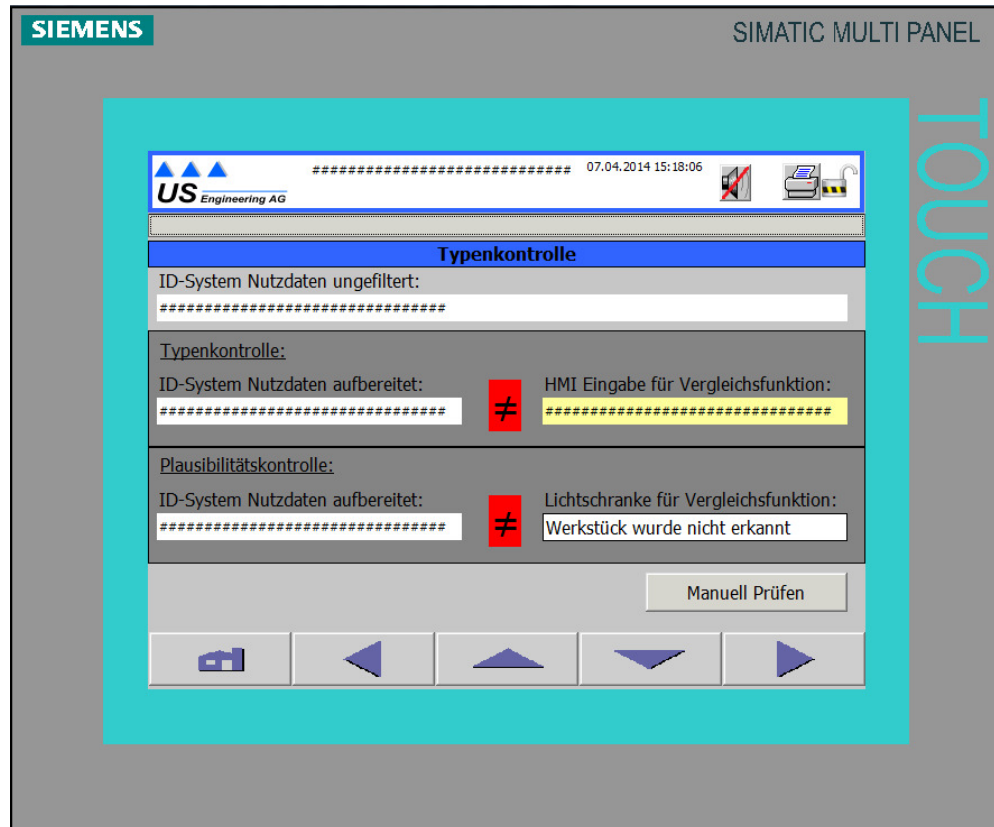 SIEMENS
SIMATIC MULTI PANEL
TOUCH
US Engineering AG
############################# 07.04.2014 15:18:06
Typenkontrolle
ID-System Nutzdaten ungefiltert:
################################
Typenkontrolle:
ID-System Nutzdaten aufbereitet:
HMI Eingabe für Vergleichsfunktion:
################################
≠
################################
Plausibilitätskontrolle:
ID-System Nutzdaten aufbereitet:
Lichtschranke für Vergleichsfunktion:
################################
≠
Werkstück wurde nicht erkannt
Manuell Prüfen